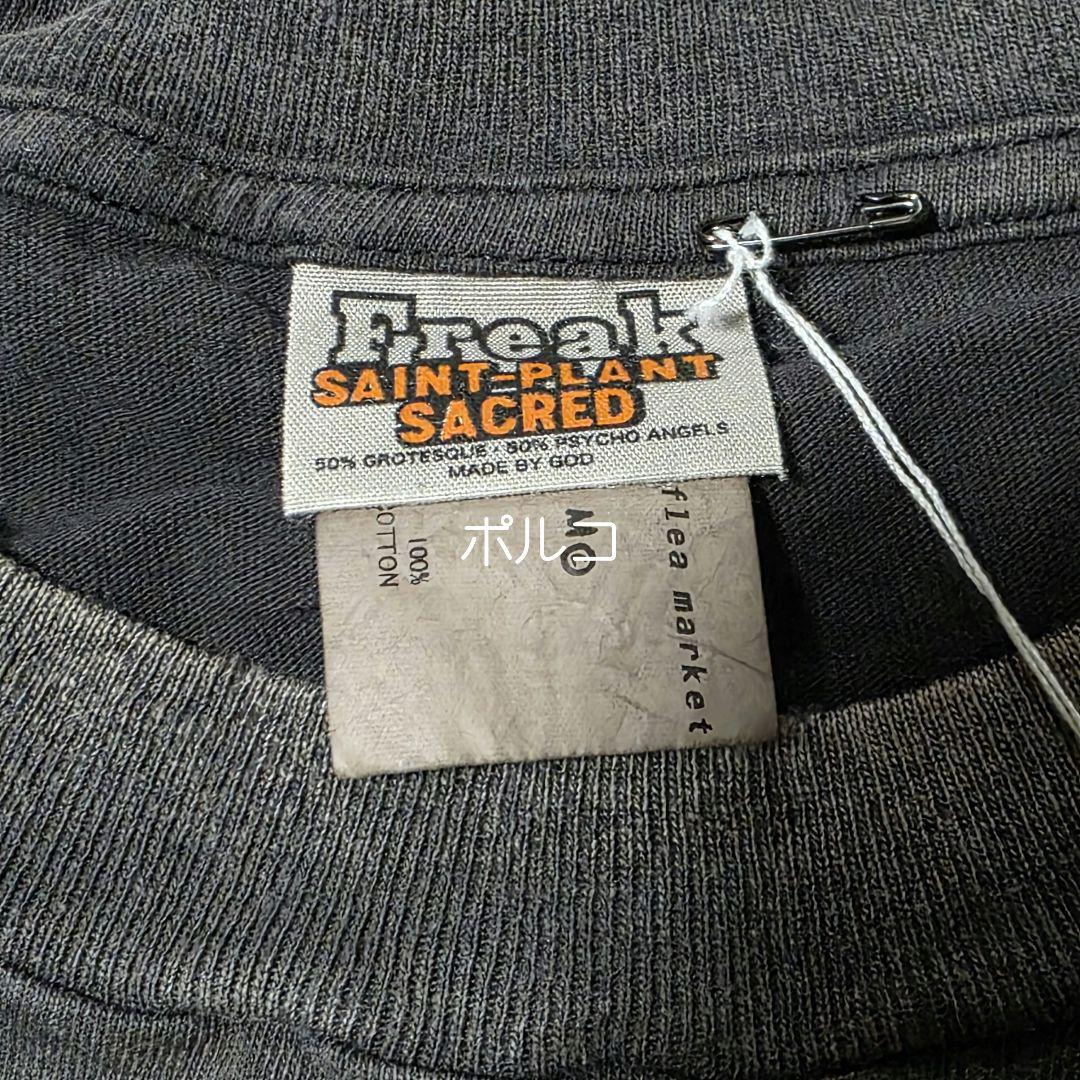 Freak
SAINT-PLANT
SACRED
50% GROTESQUE · 50% PSYCHO ANGELS
MADE BY GOD
flea market
100%
COTTON
ポルコ